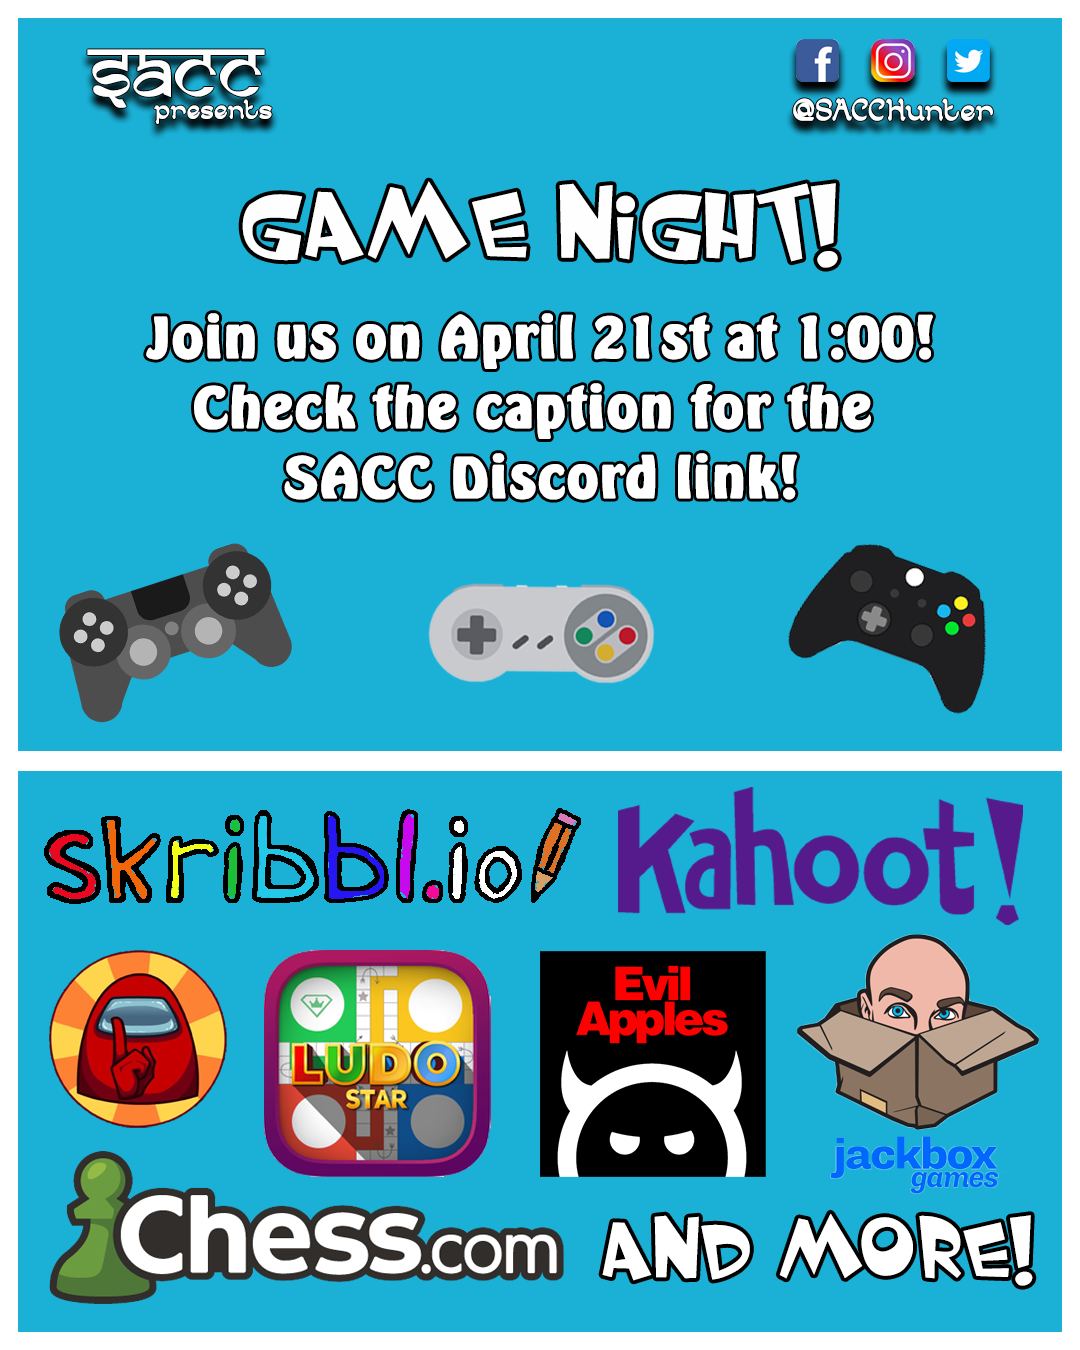 SACC
presents
@SACCHunter
GAME NiGHT!
Join us on April 21st at 1:00!
Check the caption for the
SACC Discord link!
skribbl.io
Kahoot!
LUDO
STAR
Evil
Apples
jackbox
games
Chess.com
AND MORE!